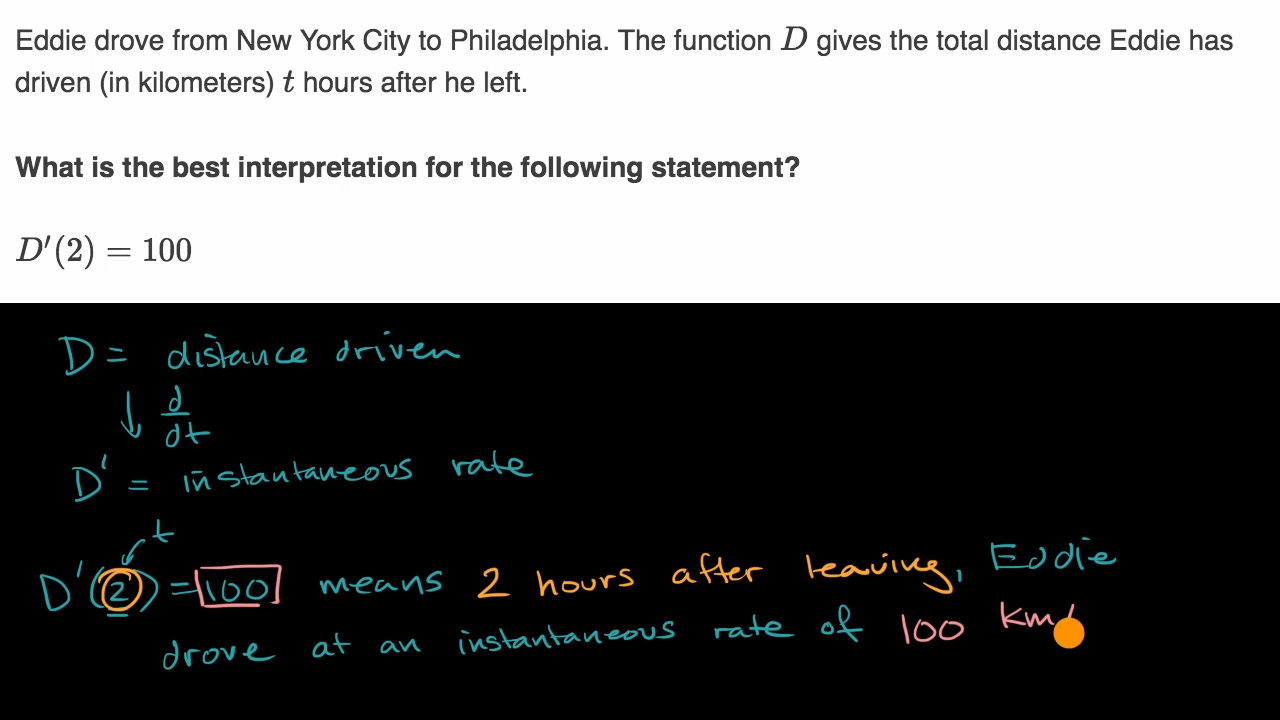 Eddie drove from New York City to Philadelphia. The function D gives the total distance Eddie has
driven (in kilometers) t hours after he left.
What is the best interpretation for the following statement?
D′(2) = 100
D = distance driven
↓ d/dt
D' = instantaneous rate
t
D'(2) = 100 means 2 hours after leaving, Eddie
drove at an instantaneous rate of 100 km/